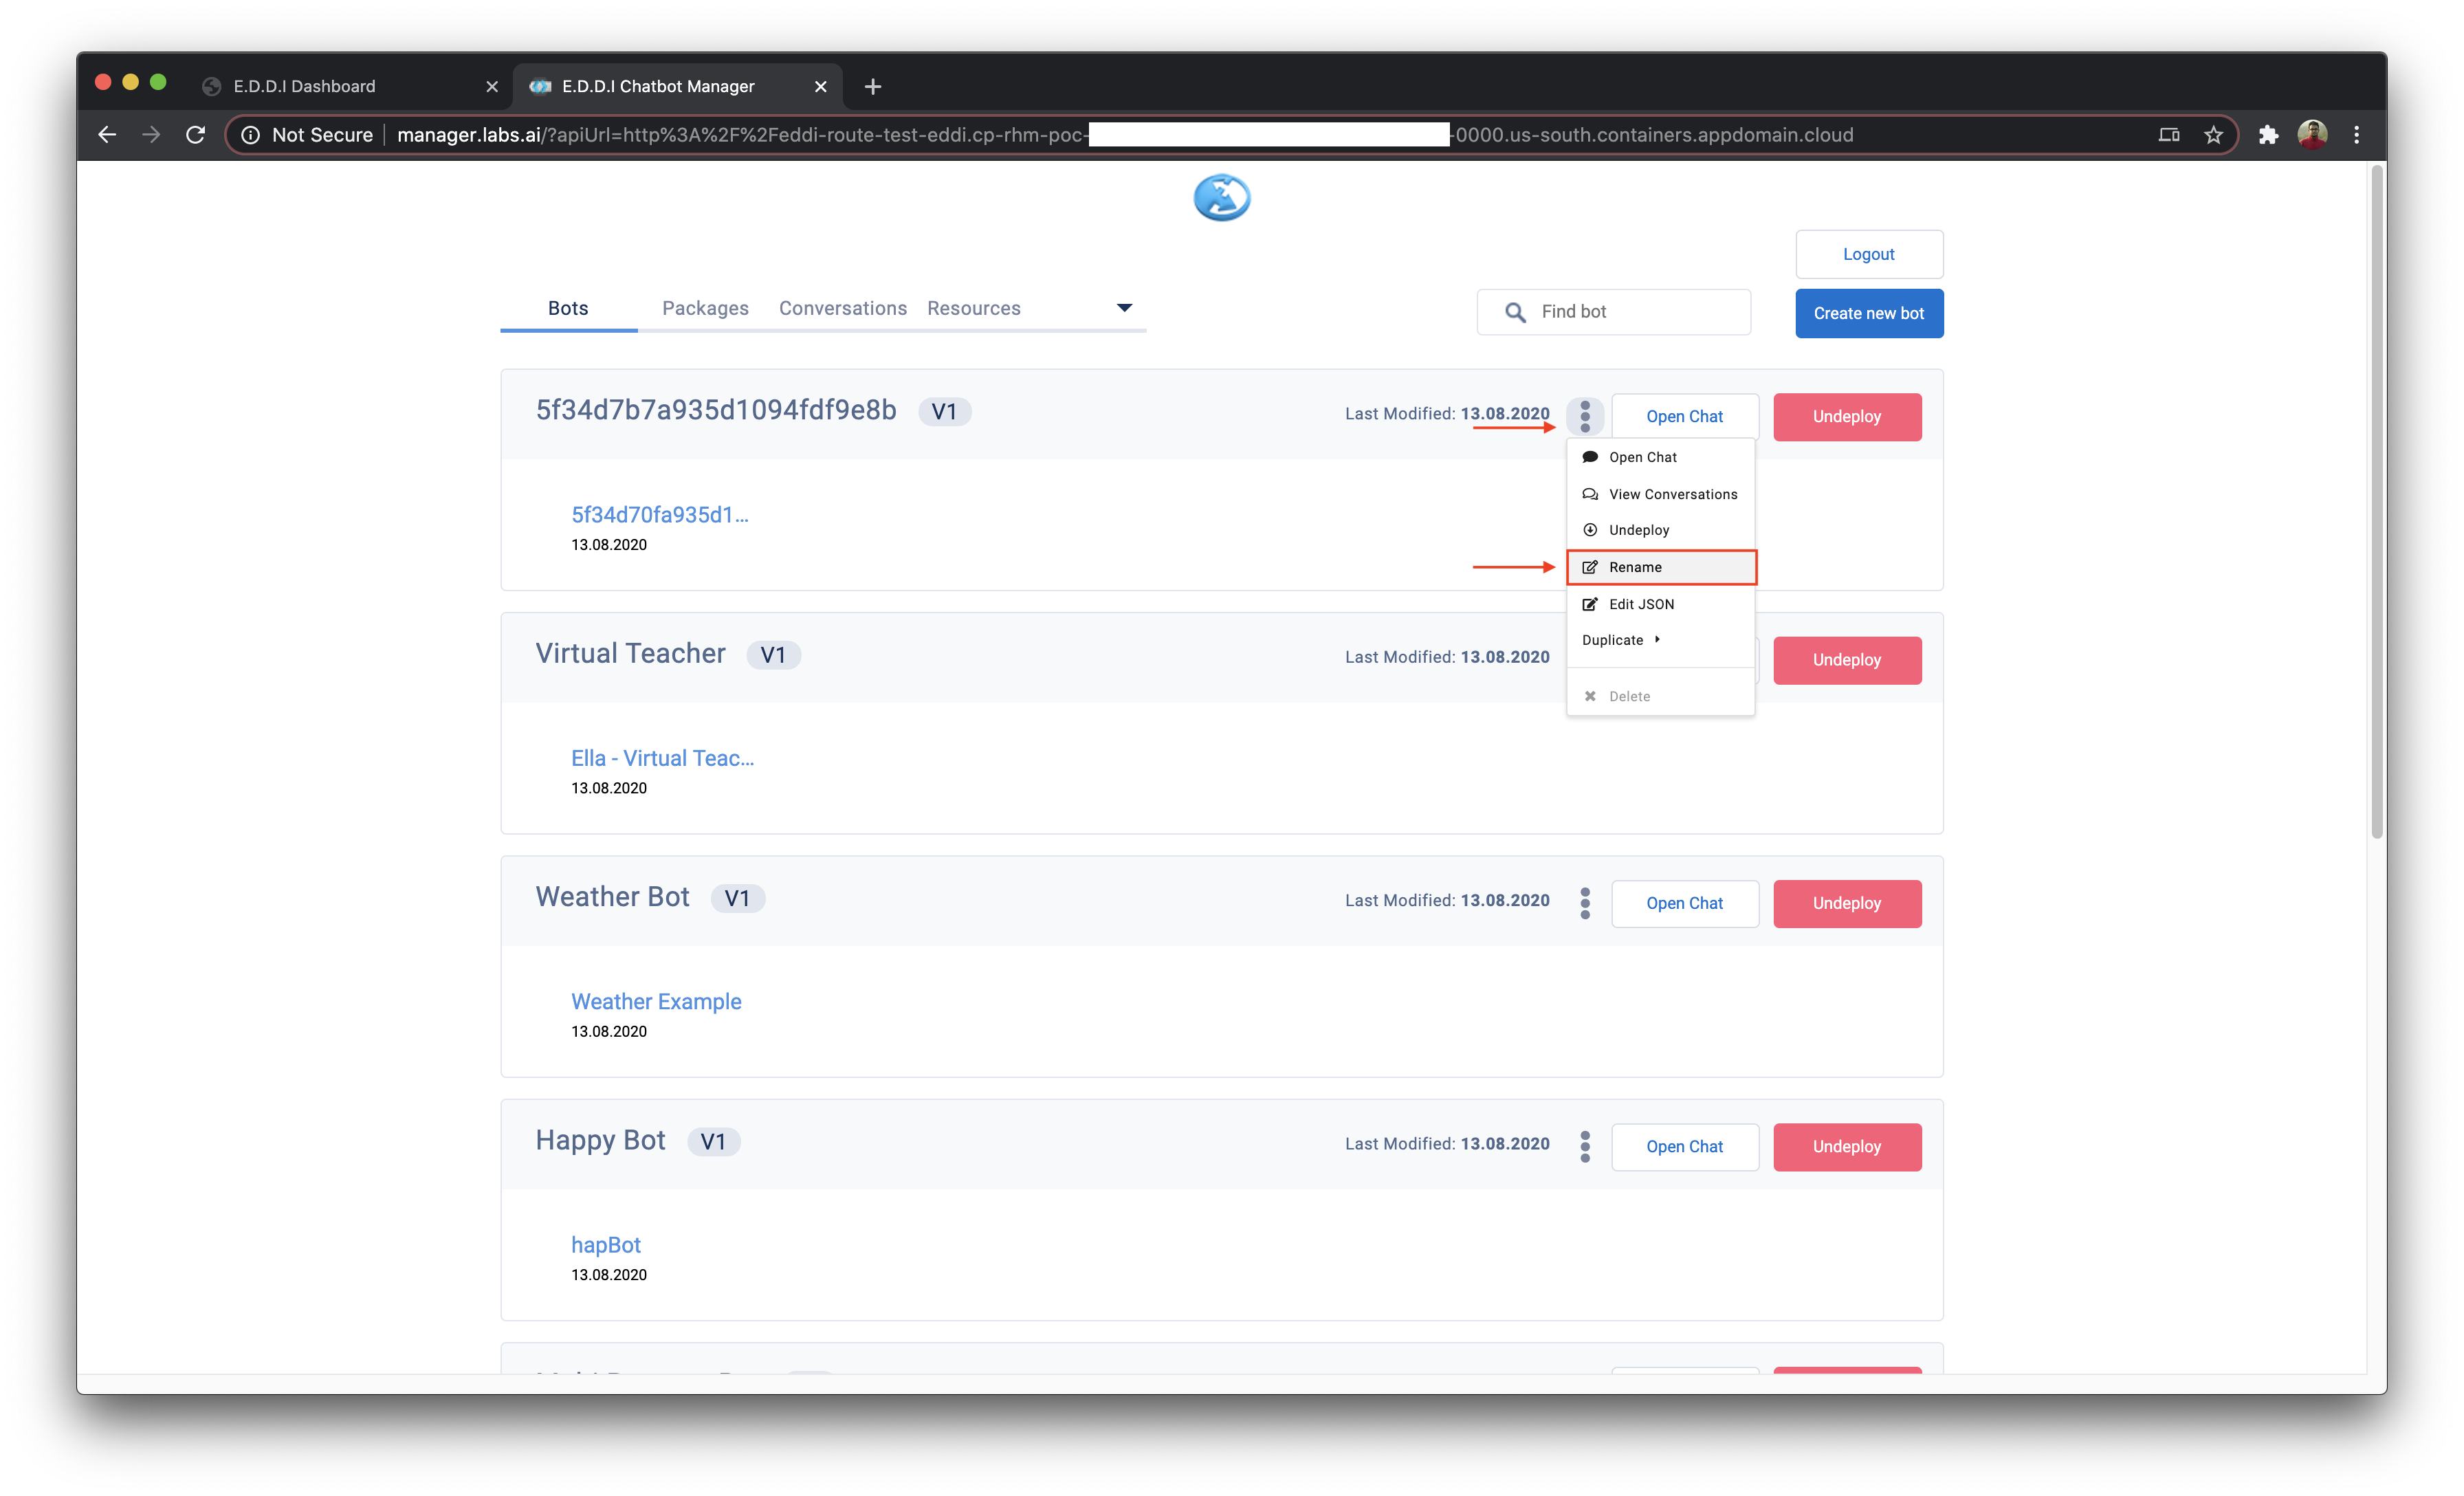 E.D.D.I Dashboard
E.D.D.I Chatbot Manager
Not Secure
manager.labs.ai/?apiUrl=http%3A%2F%2Feddi-route-test-eddi.cp-rhm-poc-
-0000.us-south.containers.appdomain.cloud
Logout
Bots Packages Conversations Resources
Find bot
Create new bot
5f34d7b7a935d1094fdf9e8b V1
Last Modified: 13.08.2020
Open Chat
Undeploy
Open Chat
View Conversations
Undeploy
Rename
Edit JSON
Duplicate
Delete
5f34d70fa935d1...
13.08.2020
Virtual Teacher V1
Last Modified: 13.08.2020
Undeploy
Ella - Virtual Teac...
13.08.2020
Weather Bot V1
Last Modified: 13.08.2020
Open Chat
Undeploy
Weather Example
13.08.2020
Happy Bot V1
Last Modified: 13.08.2020
Open Chat
Undeploy
hapBot
13.08.2020